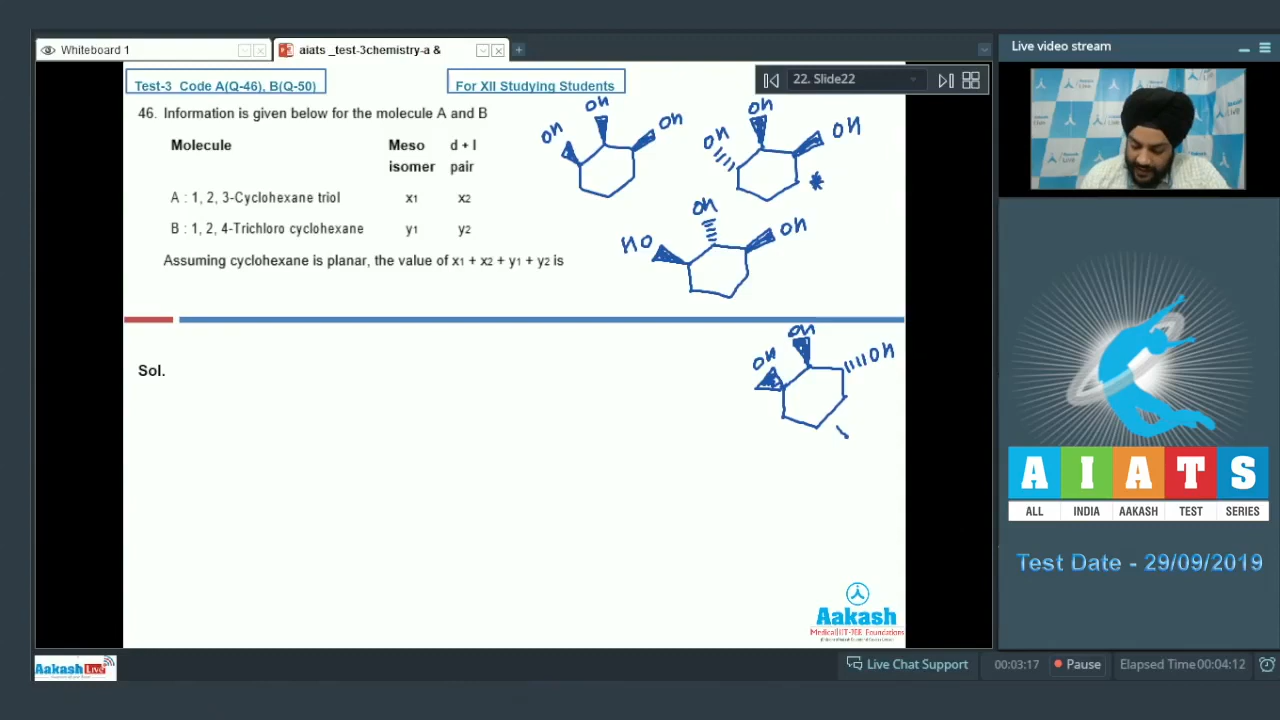 Whiteboard 1
aiats _test-3chemistry-a &
Live video stream
Test-3 Code A(Q-46), B(Q-50)
For XII Studying Students
22. Slide22
46. Information is given below for the molecule A and B
Molecule Meso isomer d + l pair
A : 1, 2, 3-Cyclohexane triol x1 x2
B : 1, 2, 4-Trichloro cyclohexane y1 y2
Assuming cyclohexane is planar, the value of x1 + x2 + y1 + y2 is
OH OH OH
OH OH OH
*
HO OH OH
Sol.
OH OH OH
A I A T S
ALL INDIA AAKASH TEST SERIES
Test Date - 29/09/2019
Aakash
Medical|IIT-JEE|Foundations
Aakash Live
Live Chat Support
00:03:17
Pause
Elapsed Time 00:04:12